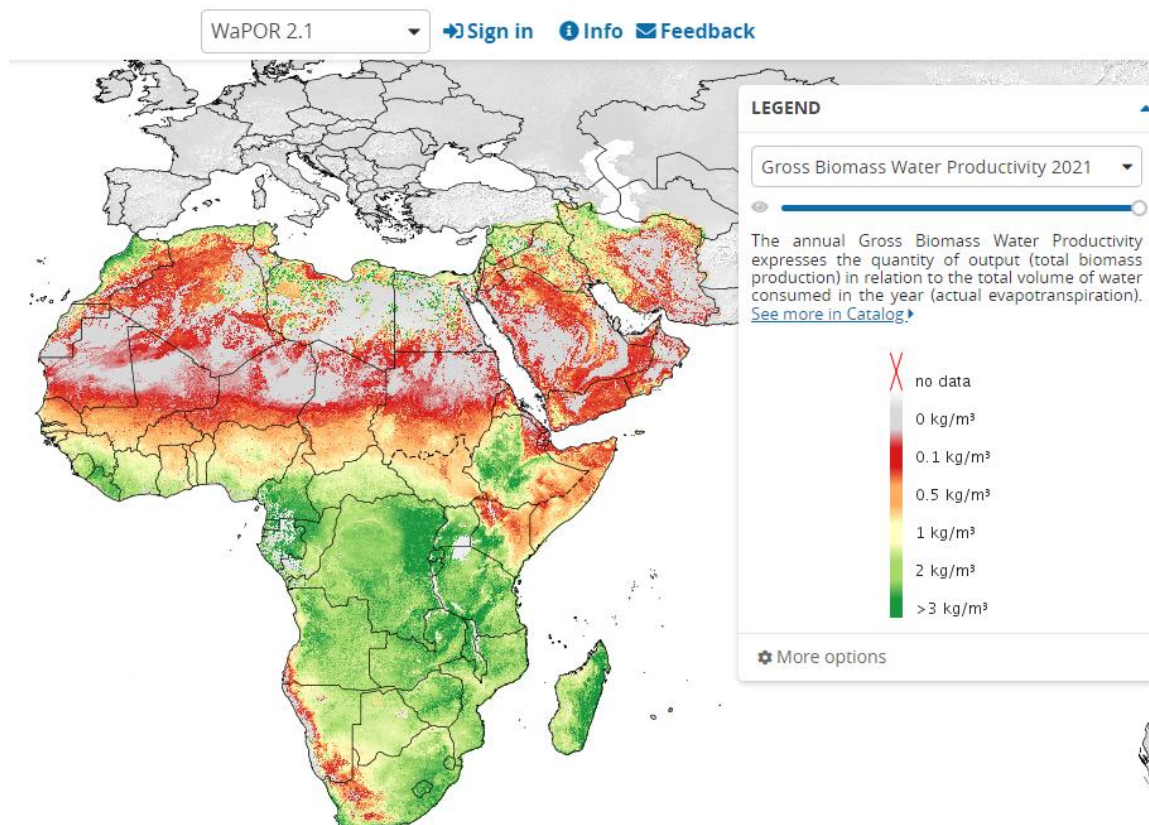 WaPOR 2.1
Sign in
Info
Feedback
LEGEND
Gross Biomass Water Productivity 2021
The annual Gross Biomass Water Productivity
expresses the quantity of output (total biomass
production) in relation to the total volume of water
consumed in the year (actual evapotranspiration).
See more in Catalog
no data
0 kg/m³
0.1 kg/m³
0.5 kg/m³
1 kg/m³
2 kg/m³
>3 kg/m³
More options